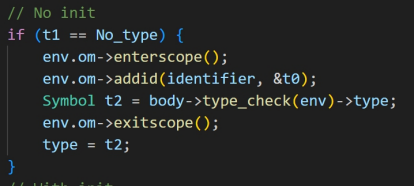 // No init
if (t1 == No_type) {
    env.om->enterscope();
    env.om->addid(identifier, &t0);
    Symbol t2 = body->type_check(env)->type;
    env.om->exitscope();
    type = t2;
}
// With init